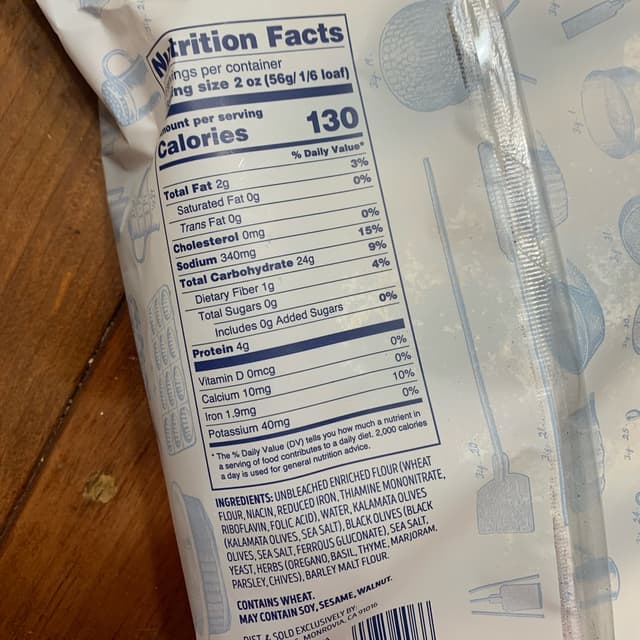 Nutrition Facts
servings per container
Serving size 2 oz (56g/ 1/6 loaf)
Amount per serving
Calories 130
% Daily Value*
Total Fat 2g 3%
Saturated Fat 0g 0%
Trans Fat 0g
Cholesterol 0mg 0%
Sodium 340mg 15%
Total Carbohydrate 24g 9%
Dietary Fiber 1g 4%
Total Sugars 0g
Includes 0g Added Sugars 0%
Protein 4g
Vitamin D 0mcg 0%
Calcium 10mg 0%
Iron 1.9mg 10%
Potassium 40mg 0%
* The % Daily Value (DV) tells you how much a nutrient in
a serving of food contributes to a daily diet. 2,000 calories
a day is used for general nutrition advice.
INGREDIENTS: UNBLEACHED ENRICHED FLOUR (WHEAT
FLOUR, NIACIN, REDUCED IRON, THIAMINE MONONITRATE,
RIBOFLAVIN, FOLIC ACID), WATER, KALAMATA OLIVES
(KALAMATA OLIVES, SEA SALT), BLACK OLIVES (BLACK
OLIVES, SEA SALT, FERROUS GLUCONATE), SEA SALT,
YEAST, HERBS (OREGANO, BASIL, THYME, MARJORAM,
PARSLEY, CHIVES), BARLEY MALT FLOUR.
CONTAINS WHEAT.
MAY CONTAIN SOY, SESAME, WALNUT.
DIST. & SOLD EXCLUSIVELY BY
MONROVIA, CA 91016